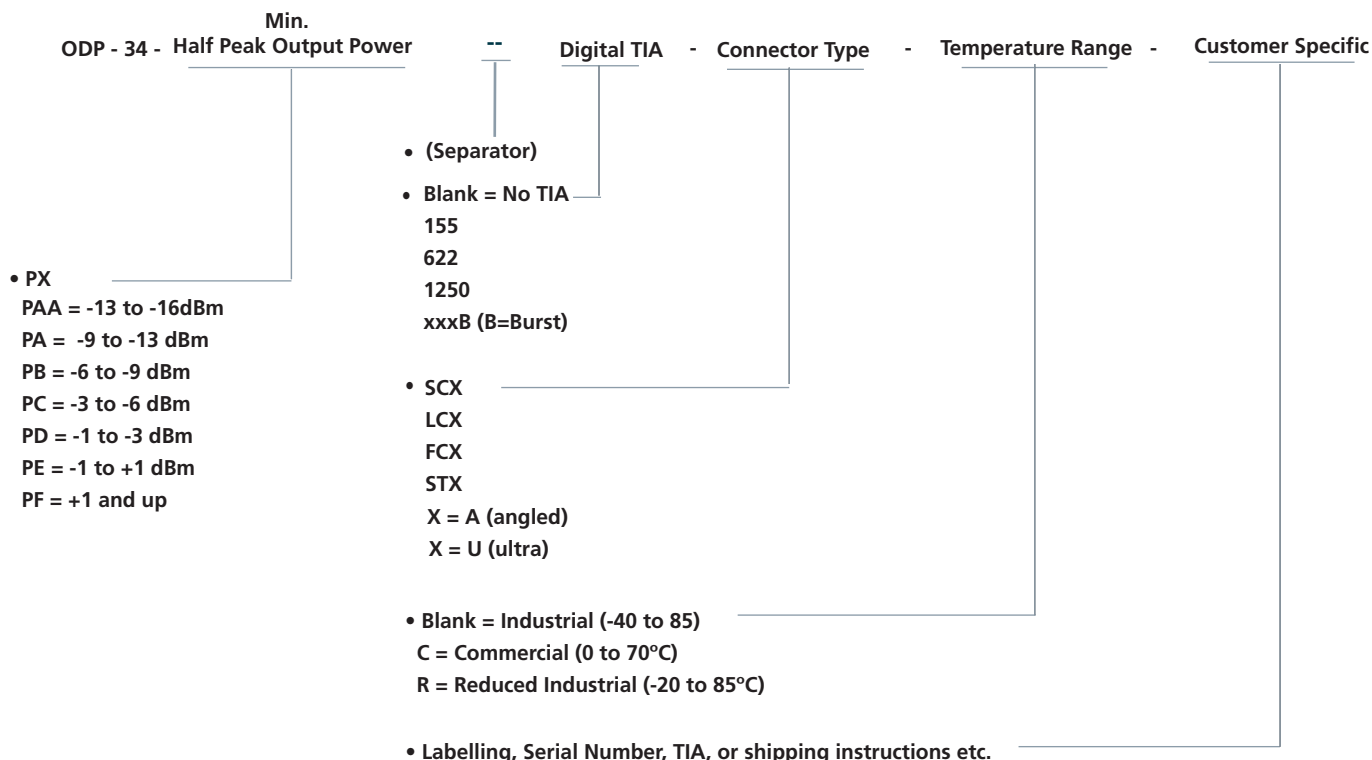 Min.
ODP - 34 - Half Peak Output Power -- Digital TIA - Connector Type - Temperature Range - Customer Specific
• (Separator)
• Blank = No TIA
155
622
1250
xxxB (B=Burst)
• PX
PAA = -13 to -16dBm
PA = -9 to -13 dBm
PB = -6 to -9 dBm
PC = -3 to -6 dBm
PD = -1 to -3 dBm
PE = -1 to +1 dBm
PF = +1 and up
• SCX
LCX
FCX
STX
X = A (angled)
X = U (ultra)
• Blank = Industrial (-40 to 85)
C = Commercial (0 to 70ºC)
R = Reduced Industrial (-20 to 85ºC)
• Labelling, Serial Number, TIA, or shipping instructions etc.